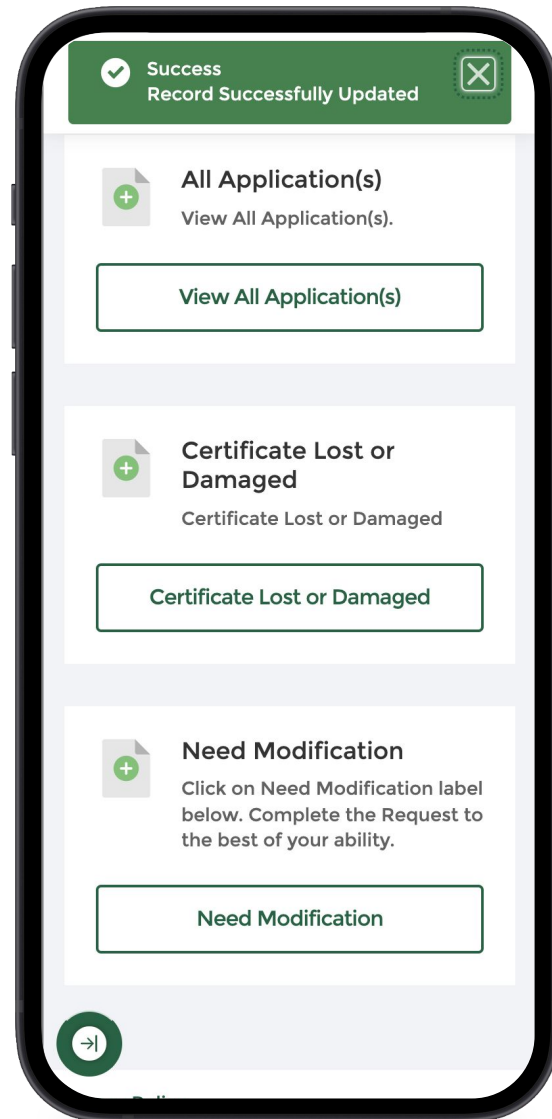 Success
Record Successfully Updated
All Application(s)
View All Application(s).
View All Application(s)
Certificate Lost or
Damaged
Certificate Lost or Damaged
Certificate Lost or Damaged
Need Modification
Click on Need Modification label
below. Complete the Request to
the best of your ability.
Need Modification